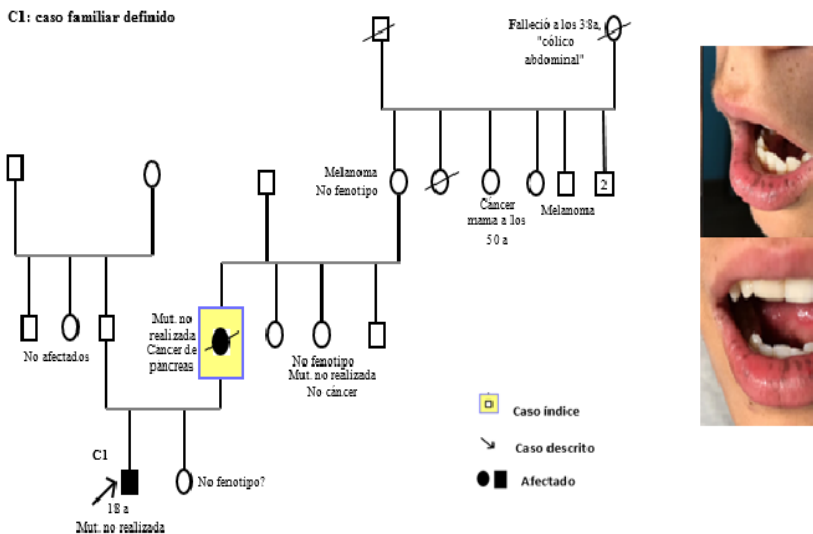 C1: caso familiar definido
Falleció a los 38a,
"cólico
abdominal"
Melanoma
No fenotipo
2
Cáncer
mama a los
50 a
Melanoma
Mut. no
realizada
Cáncer de
páncreas
No afectados
No fenotipo
Mut. no realizada
No cáncer
C1
No fenotipo?
18 a
Mut. no realizada
Caso índice
Caso descrito
Afectado